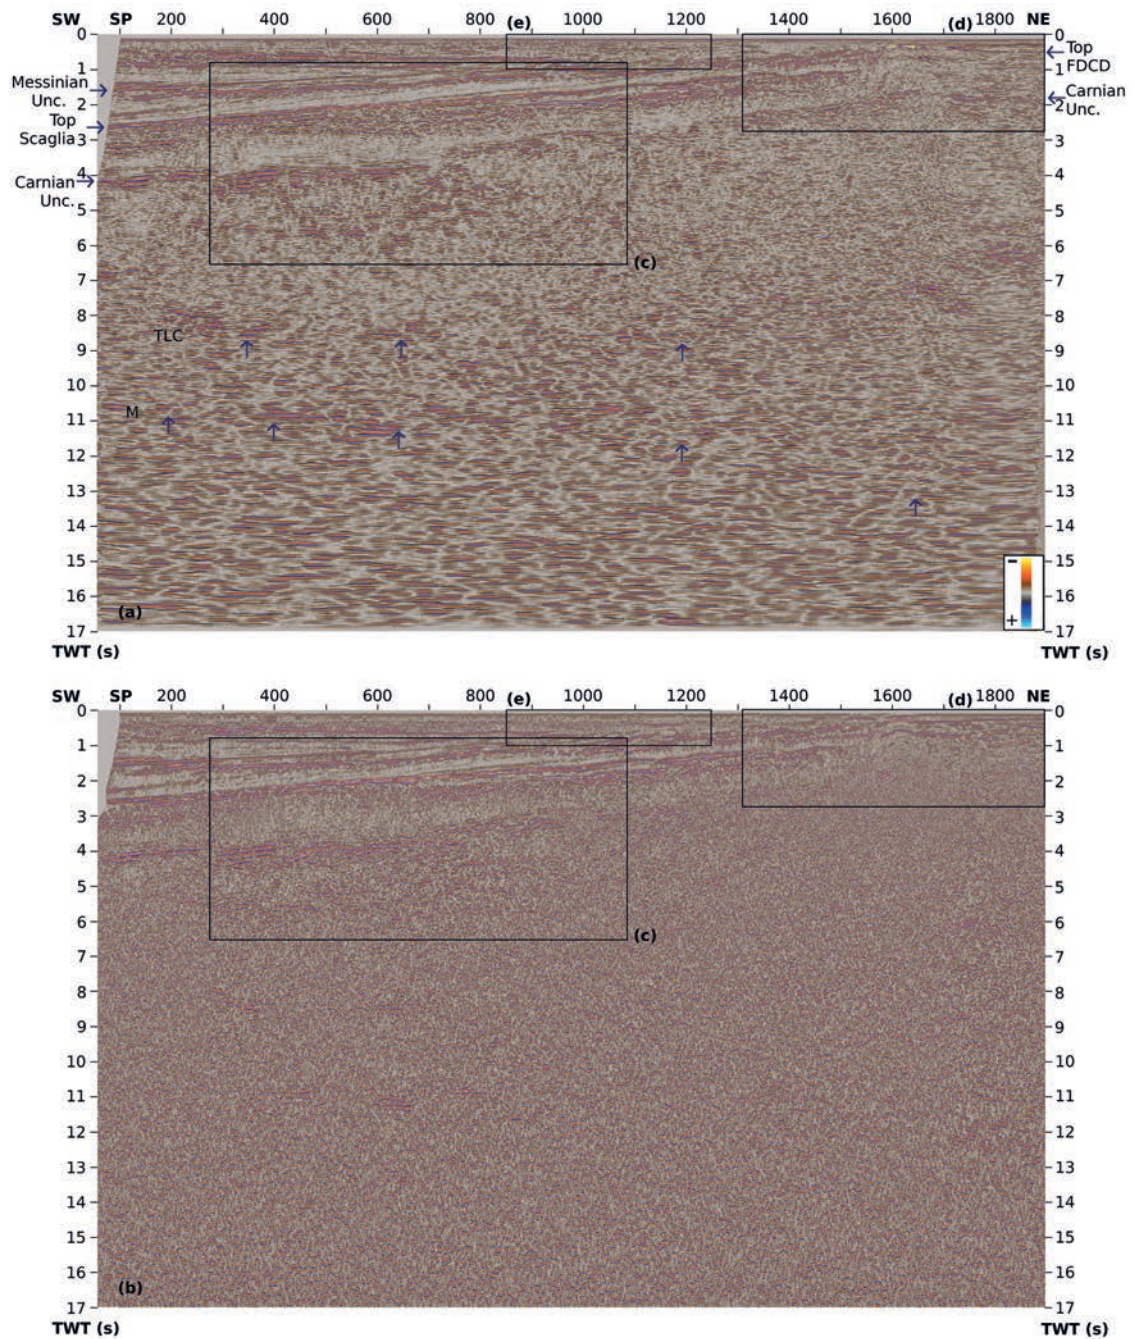 SW SP 200 400 600 800 (e) 1000 1200 1400 1600 (d) 1800 NE
0 0
Top
FDCD
1 1
Messinian
Unc.
Carnian
Unc.
2 2
Top
Scaglia
3 3
4 4
Carnian
Unc.
5 5
6 6
(c)
7 7
8 8
TLC
9 9
10 10
M
11 11
12 12
13 13
14 14
15 15
-
16 16
(a)
+
17 17
TWT (s) TWT (s)
SW SP 200 400 600 800 (e) 1000 1200 1400 1600 (d) 1800 NE
0 0
1 1
2 2
3 3
4 4
5 5
6 6
(c)
7 7
8 8
9 9
10 10
11 11
12 12
13 13
14 14
15 15
16 16
(b)
17 17
TWT (s) TWT (s)